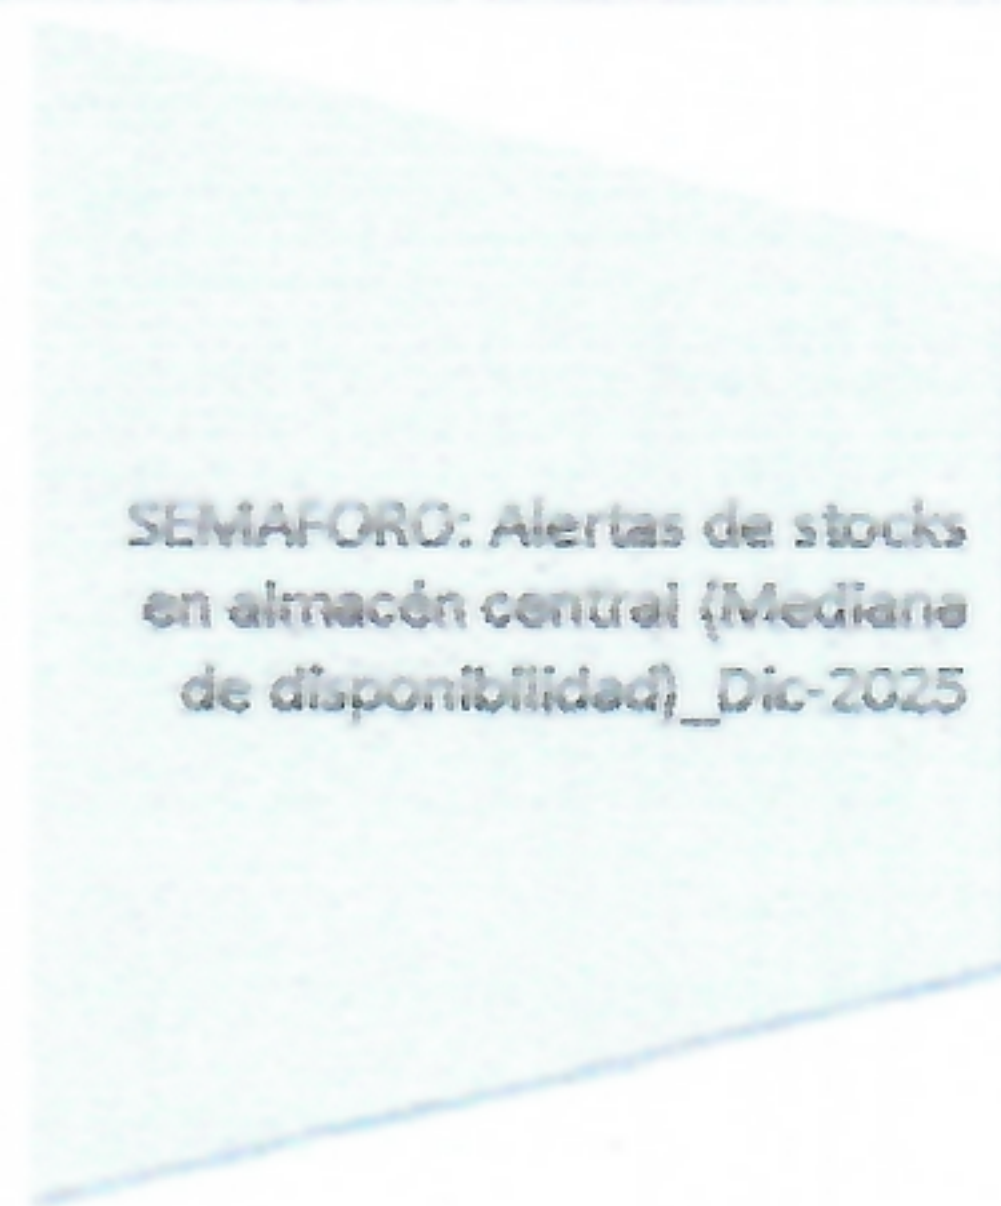 SEMAFORO: Alertas de stocks
en almacén central (Mediana
de disponibilidad)_Dic-2025